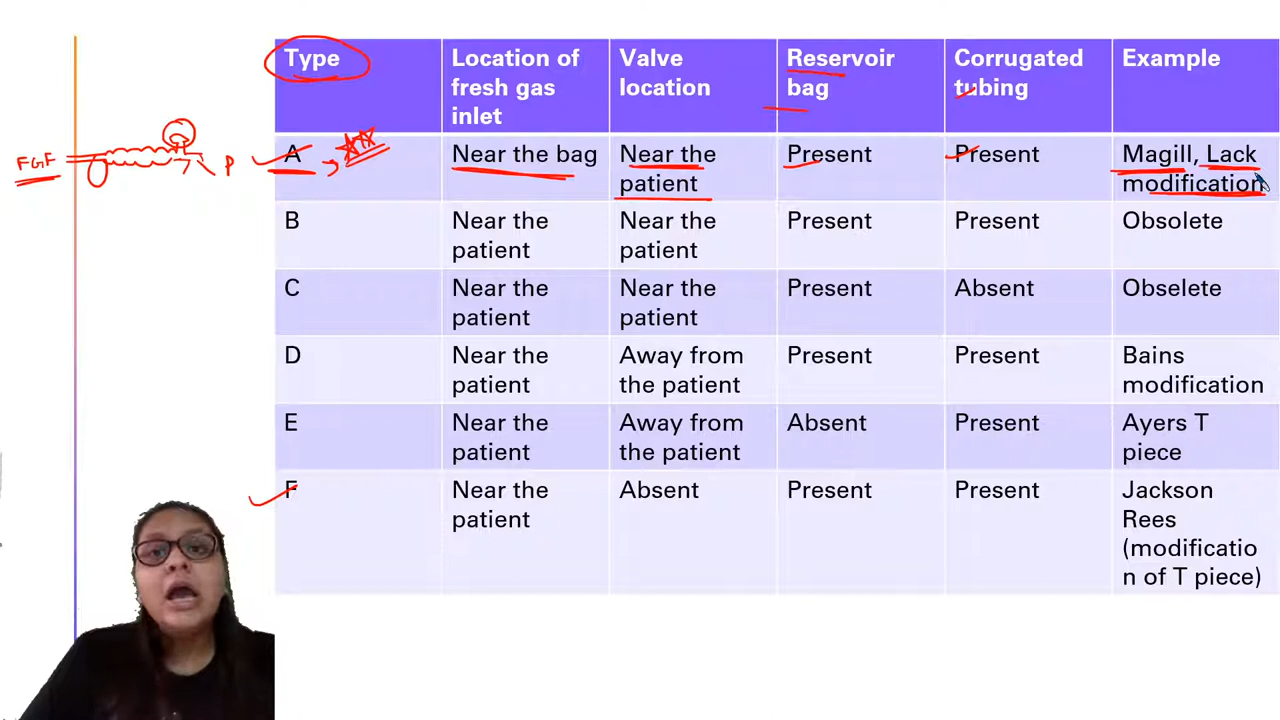 Type
Location of
fresh gas
inlet
Valve
location
Reservoir
bag
Corrugated
tubing
Example
FGF
P
A
Near the bag
Near the
patient
Present
Present
Magill, Lack
modification
B
Near the
patient
Near the
patient
Present
Present
Obsolete
C
Near the
patient
Near the
patient
Present
Absent
Obselete
D
Near the
patient
Away from
the patient
Present
Present
Bains
modification
E
Near the
patient
Away from
the patient
Absent
Present
Ayers T
piece
F
Near the
patient
Absent
Present
Present
Jackson
Rees
(modificatio
n of T piece)